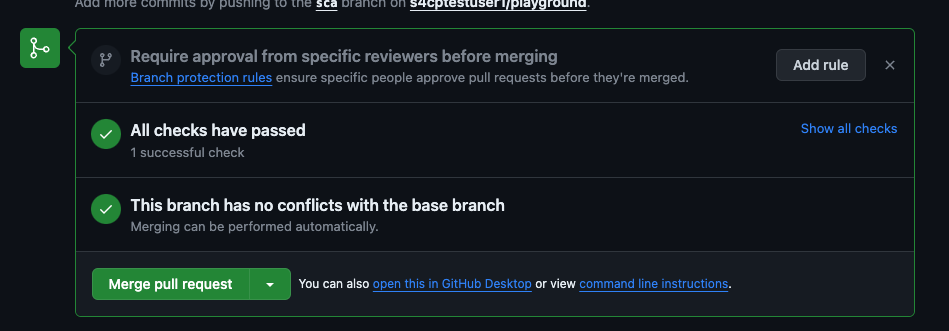 Add more commits by pushing to the sca branch on s4cptestuser1/playground.
Require approval from specific reviewers before merging
Branch protection rules ensure specific people approve pull requests before they're merged.
Add rule
All checks have passed
Show all checks
1 successful check
This branch has no conflicts with the base branch
Merging can be performed automatically.
Merge pull request
You can also open this in GitHub Desktop or view command line instructions.